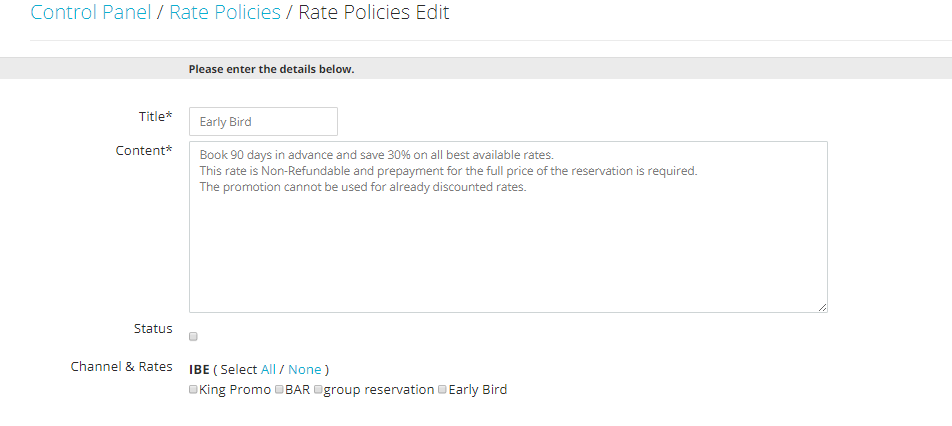 Control Panel / Rate Policies / Rate Policies Edit
Please enter the details below.
Title*
Early Bird
Content*
Book 90 days in advance and save 30% on all best available rates.
This rate is Non-Refundable and prepayment for the full price of the reservation is required.
The promotion cannot be used for already discounted rates.
Status
Channel & Rates
IBE ( Select All / None )
King Promo BAR group reservation Early Bird